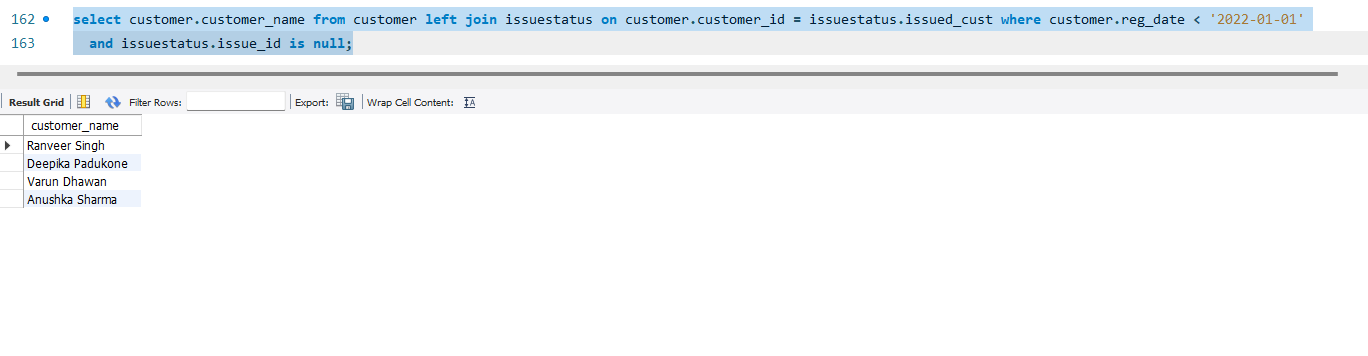 162 select customer.customer_name from customer left join issuestatus on customer.customer_id = issuestatus.issued_cust where customer.reg_date < '2022-01-01'
163 and issuestatus.issue_id is null;
Result Grid Filter Rows: Export: Wrap Cell Content:
customer_name
Ranveer Singh
Deepika Padukone
Varun Dhawan
Anushka Sharma